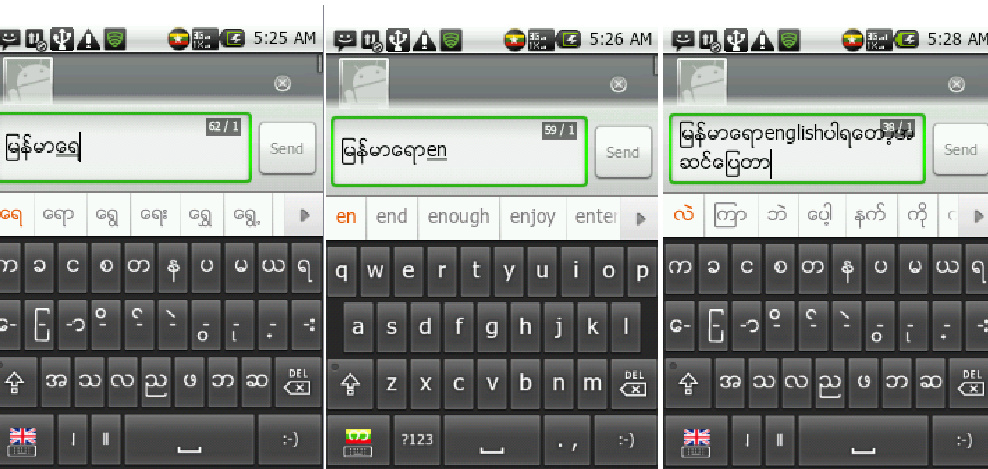 5:25 AM
62 / 1
မြန်မာရေ
Send
ရေ ရော ရွေ ရေး ရွှေ ရွေ့
က ခ င စ တ န ပ မ ယ ရ
အ သ လ ည ဖ ဘ ဆ DEL
။ :-)
5:26 AM
59 / 1
မြန်မာရောen
Send
en end enough enjoy enter
q w e r t y u i o p
a s d f g h j k l
z x c v b n m DEL
?123 . , :-)
5:28 AM
38 / 1
မြန်မာရောenglishပါရတော့အ
ဆင်ပြေတာ
Send
လဲ ကြာ ဘဲ ပေါ့ နက် ကို
က ခ င စ တ န ပ မ ယ ရ
အ သ လ ည ဖ ဘ ဆ DEL
၊ ။ :-)